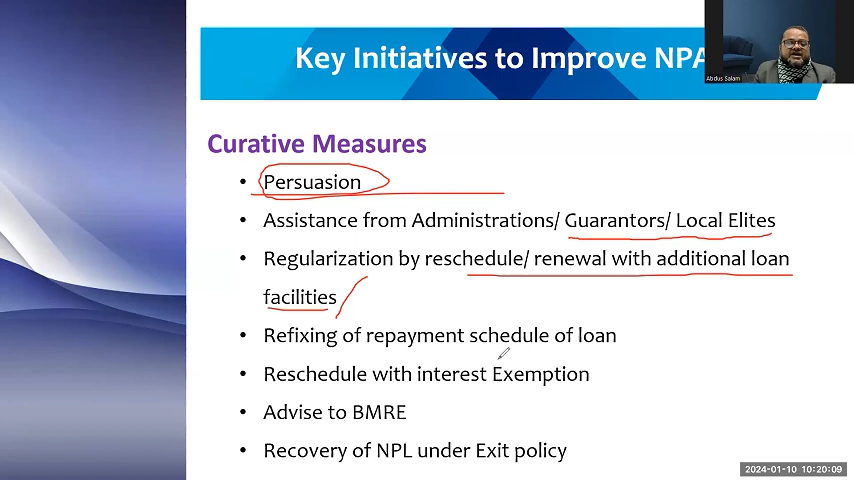 Key Initiatives to Improve NPA
Abdus Salam
Curative Measures
• Persuasion
• Assistance from Administrations/ Guarantors/ Local Elites
• Regularization by reschedule/ renewal with additional loan
facilities
• Refixing of repayment schedule of loan
• Reschedule with interest Exemption
• Advise to BMRE
• Recovery of NPL under Exit policy
2024-01-10 10:20:09